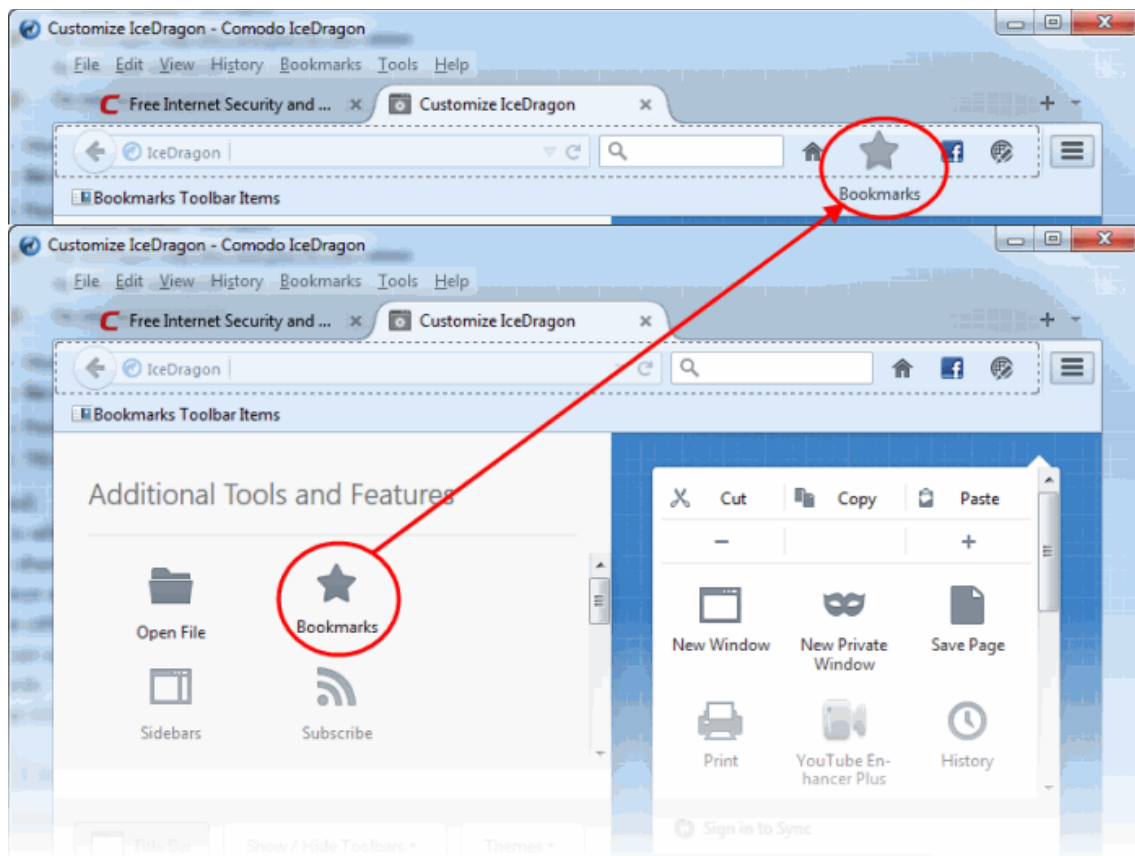 Customize IceDragon - Comodo IceDragon
File Edit View History Bookmarks Tools Help
Free Internet Security and ... Customize IceDragon
IceDragon
Bookmarks
Bookmarks Toolbar Items
Customize IceDragon - Comodo IceDragon
File Edit View History Bookmarks Tools Help
Free Internet Security and ... Customize IceDragon
IceDragon
Bookmarks Toolbar Items
Additional Tools and Features
Open File Bookmarks
Sidebars Subscribe
Cut Copy Paste
New Window New Private Window Save Page
Print YouTube En-
hancer Plus History
Sign in to Sync
Title Bar Show / Hide Toolbars Themes